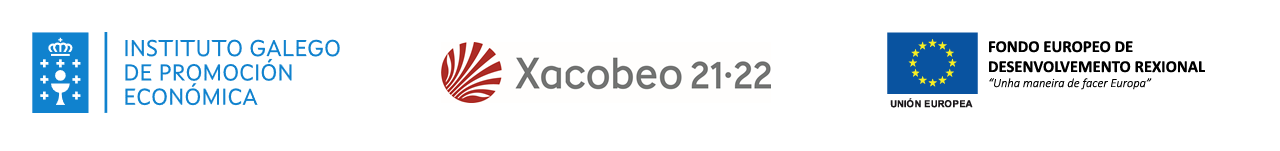 INSTITUTO GALEGO
DE PROMOCIÓN
ECONÓMICA
Xacobeo 21·22
UNIÓN EUROPEA
FONDO EUROPEO DE
DESENVOLVEMENTO REXIONAL
“Unha maneira de facer Europa”